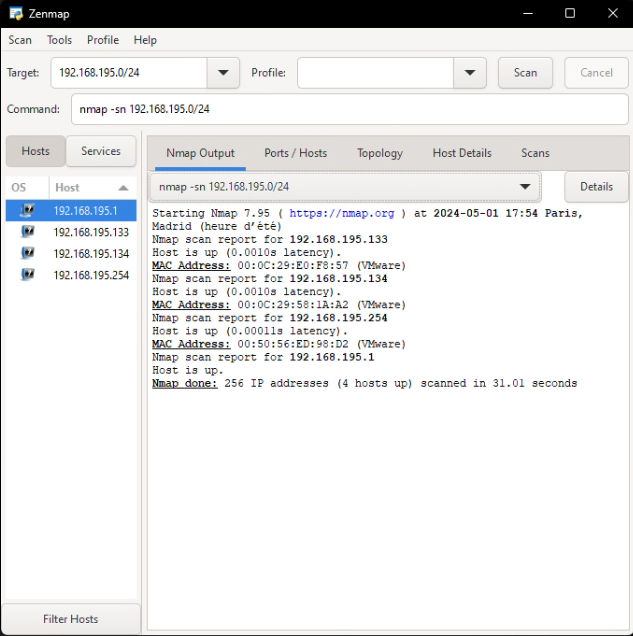 Zenmap
Scan Tools Profile Help
Target: 192.168.195.0/24 Profile: Scan Cancel
Command: nmap -sn 192.168.195.0/24
Hosts Services
OS Host
192.168.195.1
192.168.195.133
192.168.195.134
192.168.195.254
Filter Hosts
Nmap Output Ports / Hosts Topology Host Details Scans
nmap -sn 192.168.195.0/24 Details
Starting Nmap 7.95 ( https://nmap.org ) at 2024-05-01 17:54 Paris,
Madrid (heure d’été)
Nmap scan report for 192.168.195.133
Host is up (0.0010s latency).
MAC Address: 00:0C:29:E0:F8:57 (VMware)
Nmap scan report for 192.168.195.134
Host is up (0.0010s latency).
MAC Address: 00:0C:29:58:1A:A2 (VMware)
Nmap scan report for 192.168.195.254
Host is up (0.00011s latency).
MAC Address: 00:50:56:ED:98:D2 (VMware)
Nmap scan report for 192.168.195.1
Host is up.
Nmap done: 256 IP addresses (4 hosts up) scanned in 31.01 seconds